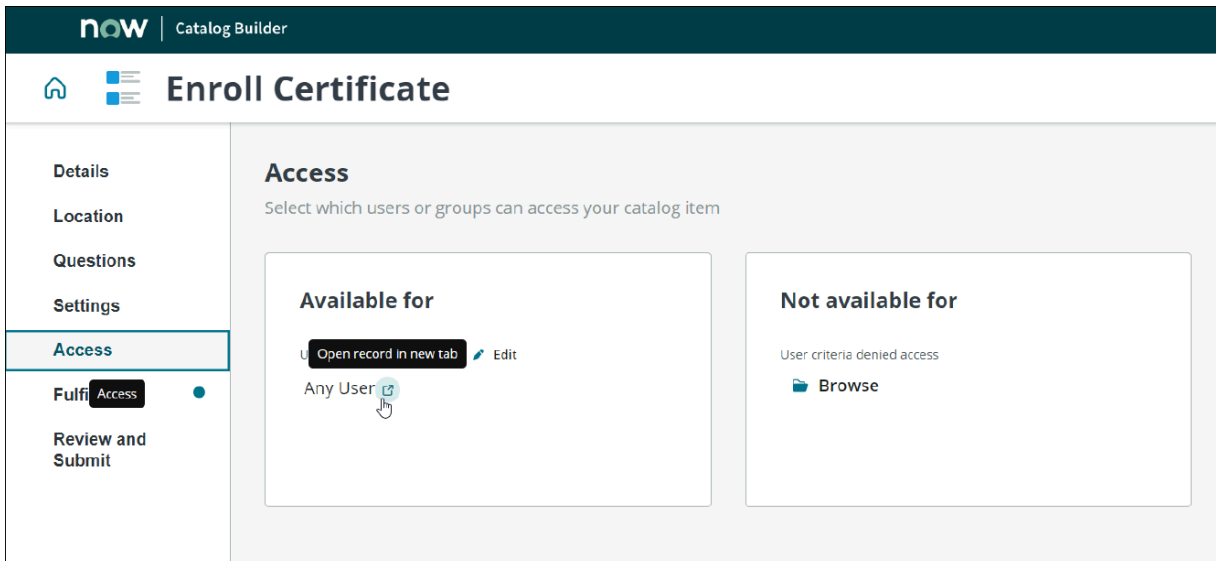 now Catalog Builder
Enroll Certificate
Details
Location
Questions
Settings
Access
Fulfi Access
Review and
Submit
Access
Select which users or groups can access your catalog item
Available for
U Open record in new tab Edit
Any User
Not available for
User criteria denied access
Browse